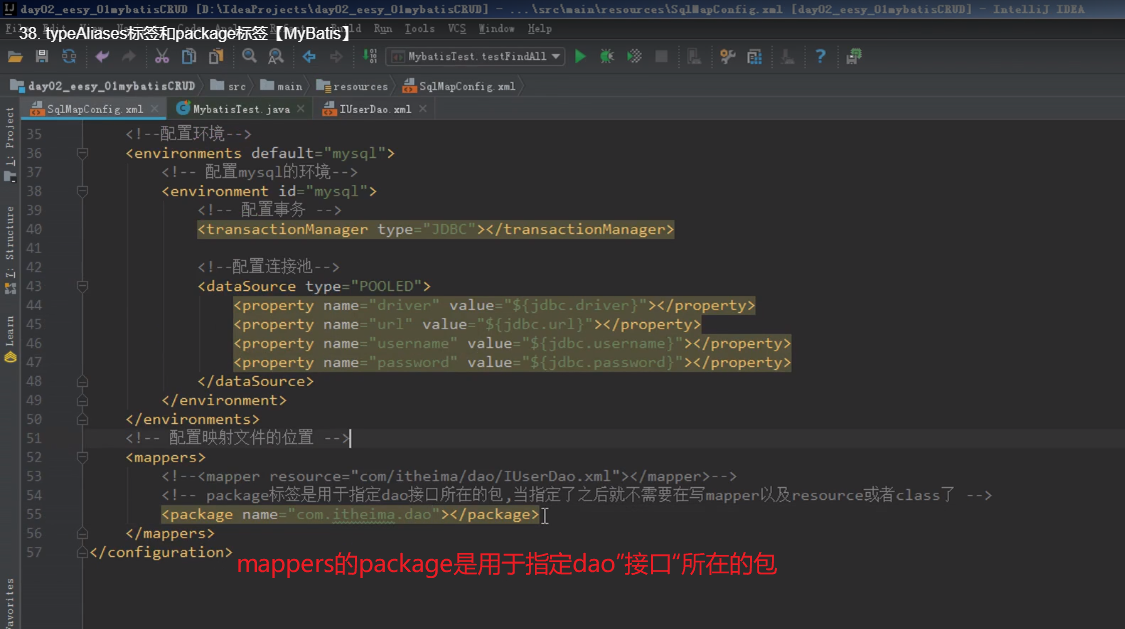 day02_eesy_01mybatisCRUD [D:\IdeaProjects\day02_eesy_01mybatisCRUD] - ...\src\main\resources\SqlMapConfig.xml [day02_eesy_01mybatisCRUD] - IntelliJ IDEA
Run Tools VCS Window Help
38. typeAliases标签和package标签【MyBatis】
MybatisTest.testFindAll
day02_eesy_01mybatisCRUD src main resources SqlMapConfig.xml
SqlMapConfig.xml MybatisTest.java IUserDao.xml
1: Project
7: Structure
Learn
35 <!--配置环境-->
36 <environments default="mysql">
37 <!-- 配置mysql的环境-->
38 <environment id="mysql">
39 <!-- 配置事务 -->
40 <transactionManager type="JDBC"></transactionManager>
41
42 <!--配置连接池-->
43 <dataSource type="POOLED">
44 <property name="driver" value="${jdbc.driver}"></property>
45 <property name="url" value="${jdbc.url}"></property>
46 <property name="username" value="${jdbc.username}"></property>
47 <property name="password" value="${jdbc.password}"></property>
48 </dataSource>
49 </environment>
50 </environments>
51 <!-- 配置映射文件的位置 -->
52 <mappers>
53 <!--<mapper resource="com/itheima/dao/IUserDao.xml"></mapper>-->
54 <!-- package标签是用于指定dao接口所在的包,当指定了之后就不需要在写mapper以及resource或者class了 -->
55 <package name="com.itheima.dao"></package>
56 </mappers>
57 </configuration>
mappers的package是用于指定dao"接口"所在的包